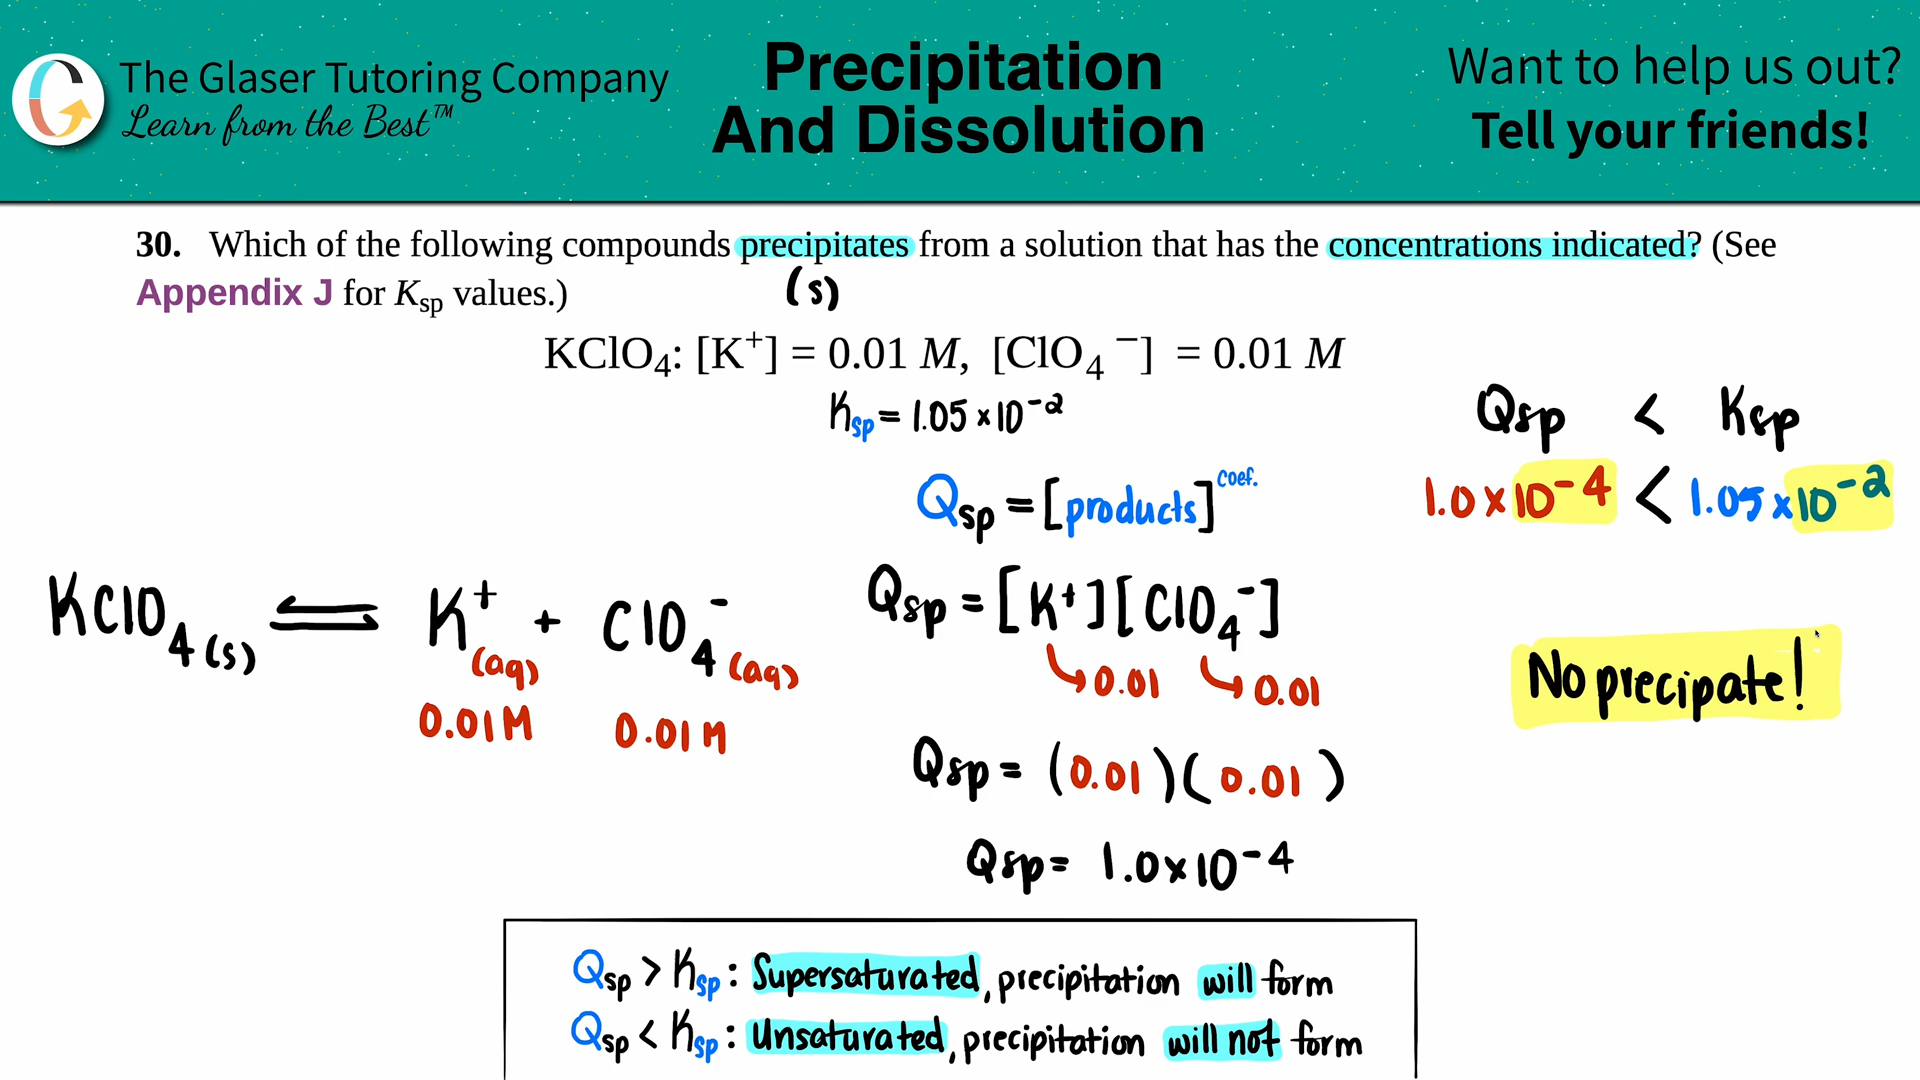 The Glaser Tutoring Company
Learn from the Best™
Precipitation
And Dissolution
Want to help us out?
Tell your friends!
30. Which of the following compounds precipitates from a solution that has the concentrations indicated? (See
Appendix J for Ksp values.)
(s)
KClO₄: [K⁺] = 0.01 M, [ClO₄⁻] = 0.01 M
Ksp = 1.05 × 10⁻²
Qsp = [products]^coef.
KClO₄(s) ⇌ K⁺(aq) + ClO₄⁻(aq)
0.01 M 0.01 M
Qsp = [K⁺][ClO₄⁻]
↳0.01 ↳0.01
Qsp = (0.01)(0.01)
Qsp = 1.0 × 10⁻⁴
Qsp < Ksp
1.0 × 10⁻⁴ < 1.05 × 10⁻²
No precipate!
Qsp > Ksp : Supersaturated, precipitation will form
Qsp < Ksp : Unsaturated, precipitation will not form